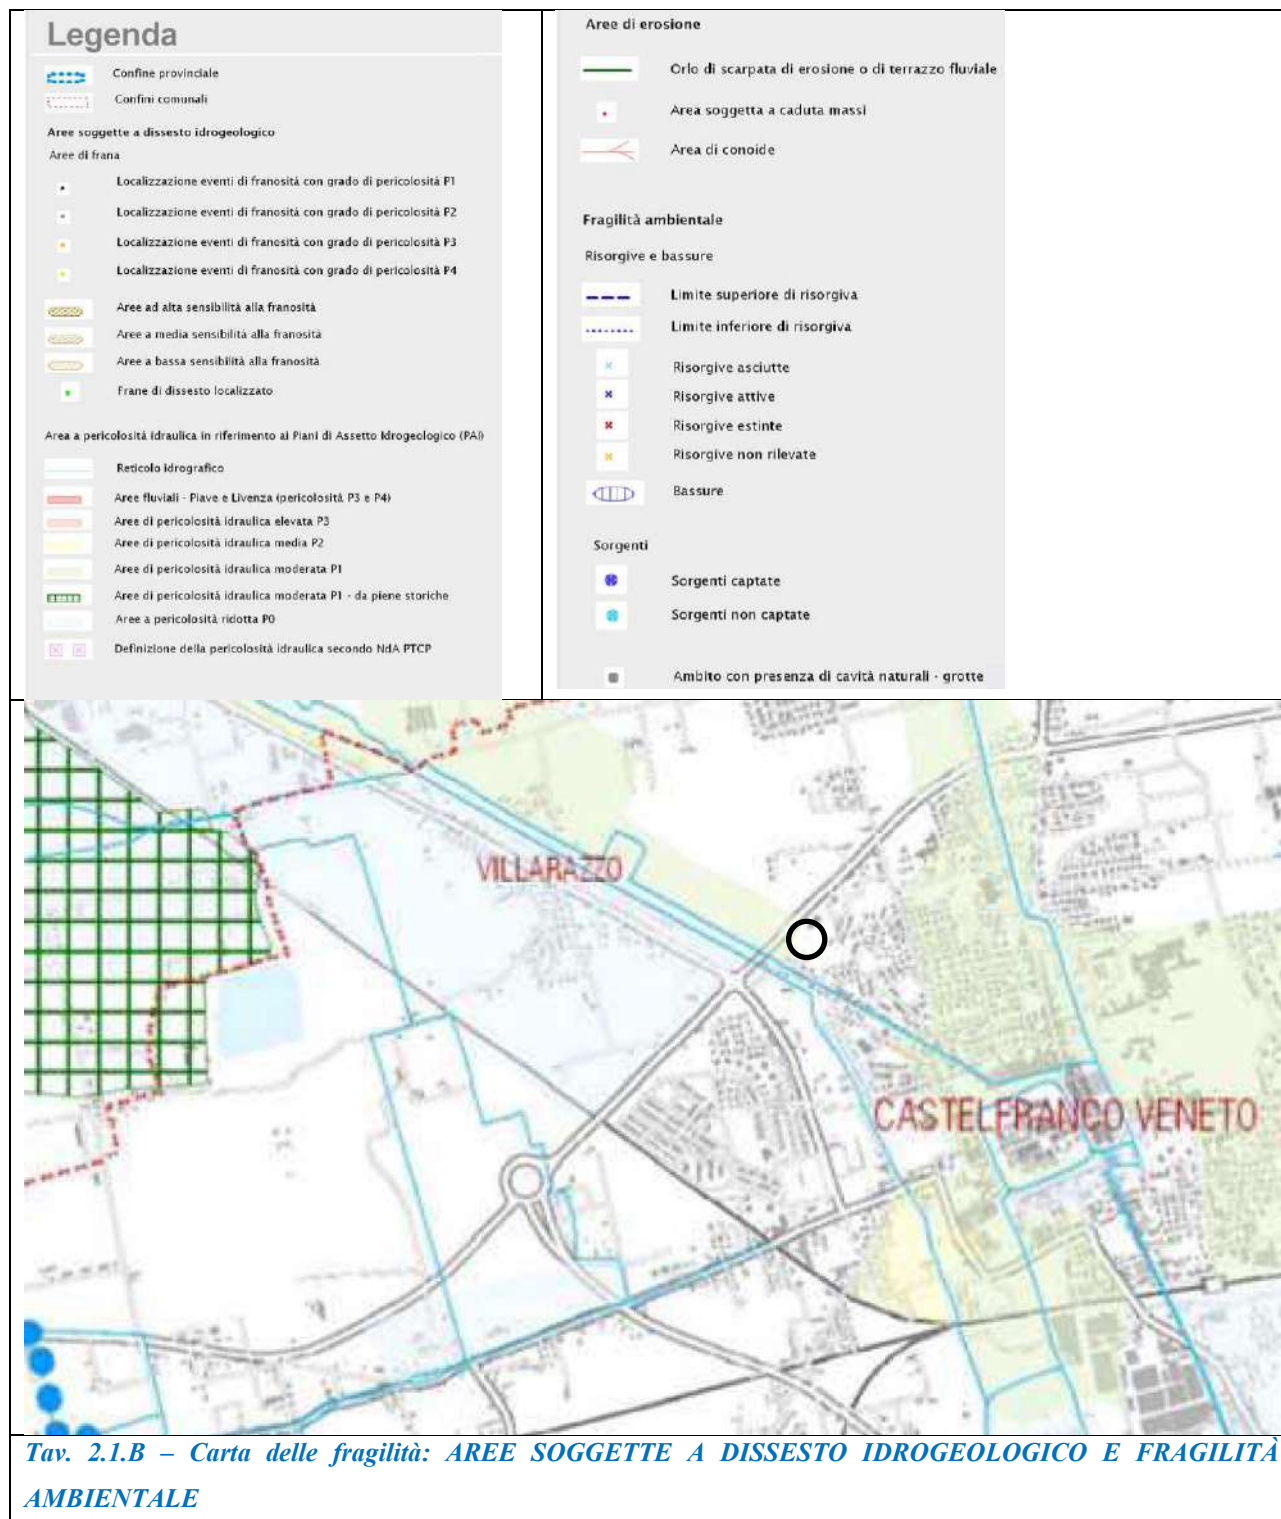 Legenda
Confine provinciale
Confini comunali
Aree soggette a dissesto idrogeologico
Aree di frana
Localizzazione eventi di franosità con grado di pericolosità P1
Localizzazione eventi di franosità con grado di pericolosità P2
Localizzazione eventi di franosità con grado di pericolosità P3
Localizzazione eventi di franosità con grado di pericolosità P4
Aree ad alta sensibilità alla franosità
Aree a media sensibilità alla franosità
Aree a bassa sensibilità alla franosità
Frane di dissesto localizzato
Area a pericolosità idraulica in riferimento ai Piani di Assetto Idrogeologico (PAI)
Reticolo idrografico
Aree fluviali - Piave e Livenza (pericolosità P3 e P4)
Aree di pericolosità idraulica elevata P3
Aree di pericolosità idraulica media P2
Aree di pericolosità idraulica moderata P1
Aree di pericolosità idraulica moderata P1 - da piene storiche
Aree a pericolosità ridotta P0
Definizione della pericolosità idraulica secondo NdA PTCP
Aree di erosione
Orlo di scarpata di erosione o di terrazzo fluviale
Area soggetta a caduta massi
Area di conoide
Fragilità ambientale
Risorgive e bassure
Limite superiore di risorgiva
Limite inferiore di risorgiva
Risorgive asciutte
Risorgive attive
Risorgive estinte
Risorgive non rilevate
Bassure
Sorgenti
Sorgenti captate
Sorgenti non captate
Ambito con presenza di cavità naturali - grotte
VILLARAZZO
CASTELFRANCO VENETO
Tav. 2.1.B – Carta delle fragilità: AREE SOGGETTE A DISSESTO IDROGEOLOGICO E FRAGILITÀ
AMBIENTALE